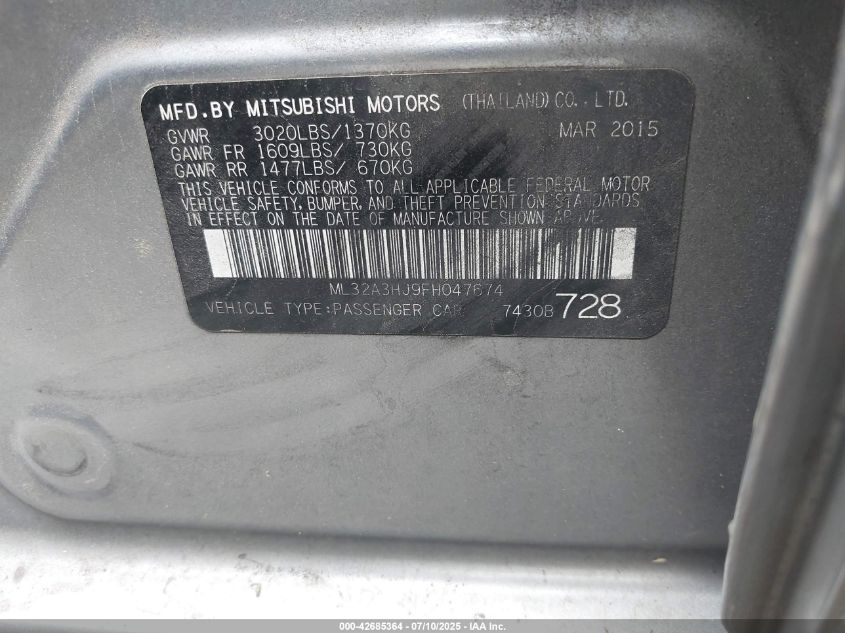 MFD.BY MITSUBISHI MOTORS (THAILAND)CO.,LTD.
GVWR 3020LBS/1370KG MAR 2015
GAWR FR 1609LBS/ 730KG
GAWR RR 1477LBS/ 670KG
THIS VEHICLE CONFORMS TO ALL APPLICABLE FEDERAL MOTOR
VEHICLE SAFETY, BUMPER, AND THEFT PREVENTION STANDARDS
IN EFFECT ON THE DATE OF MANUFACTURE SHOWN ABOVE.
ML32A3HJ9FH047674
VEHICLE TYPE:PASSENGER CAR 7430B 728
000-42685364 - 07/10/2025 - IAA Inc.